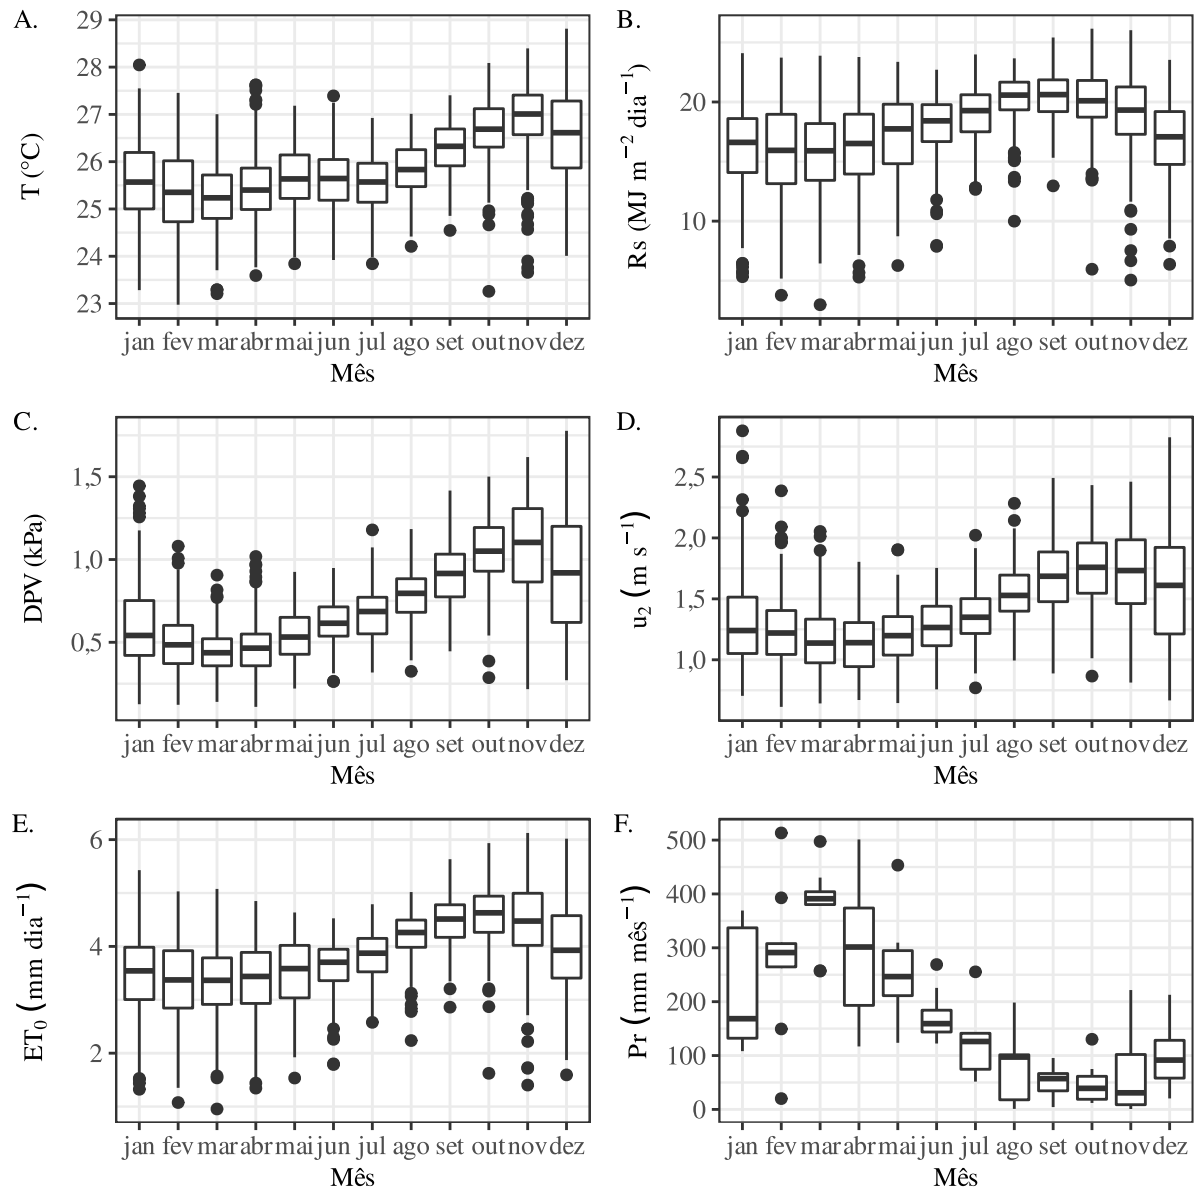 A.
T (°C)
29
28
27
26
25
24
23
jan fev mar abr mai jun jul ago set out nov dez
Mês
B.
Rs (MJ m⁻² dia⁻¹)
20
10
jan fev mar abr mai jun jul ago set out nov dez
Mês
C.
DPV (kPa)
1,5
1,0
0,5
jan fev mar abr mai jun jul ago set out nov dez
Mês
D.
u₂ (m s⁻¹)
2,5
2,0
1,5
1,0
jan fev mar abr mai jun jul ago set out nov dez
Mês
E.
ET₀ (mm dia⁻¹)
6
4
2
jan fev mar abr mai jun jul ago set out nov dez
Mês
F.
Pr (mm mês⁻¹)
500
400
300
200
100
0
jan fev mar abr mai jun jul ago set out nov dez
Mês